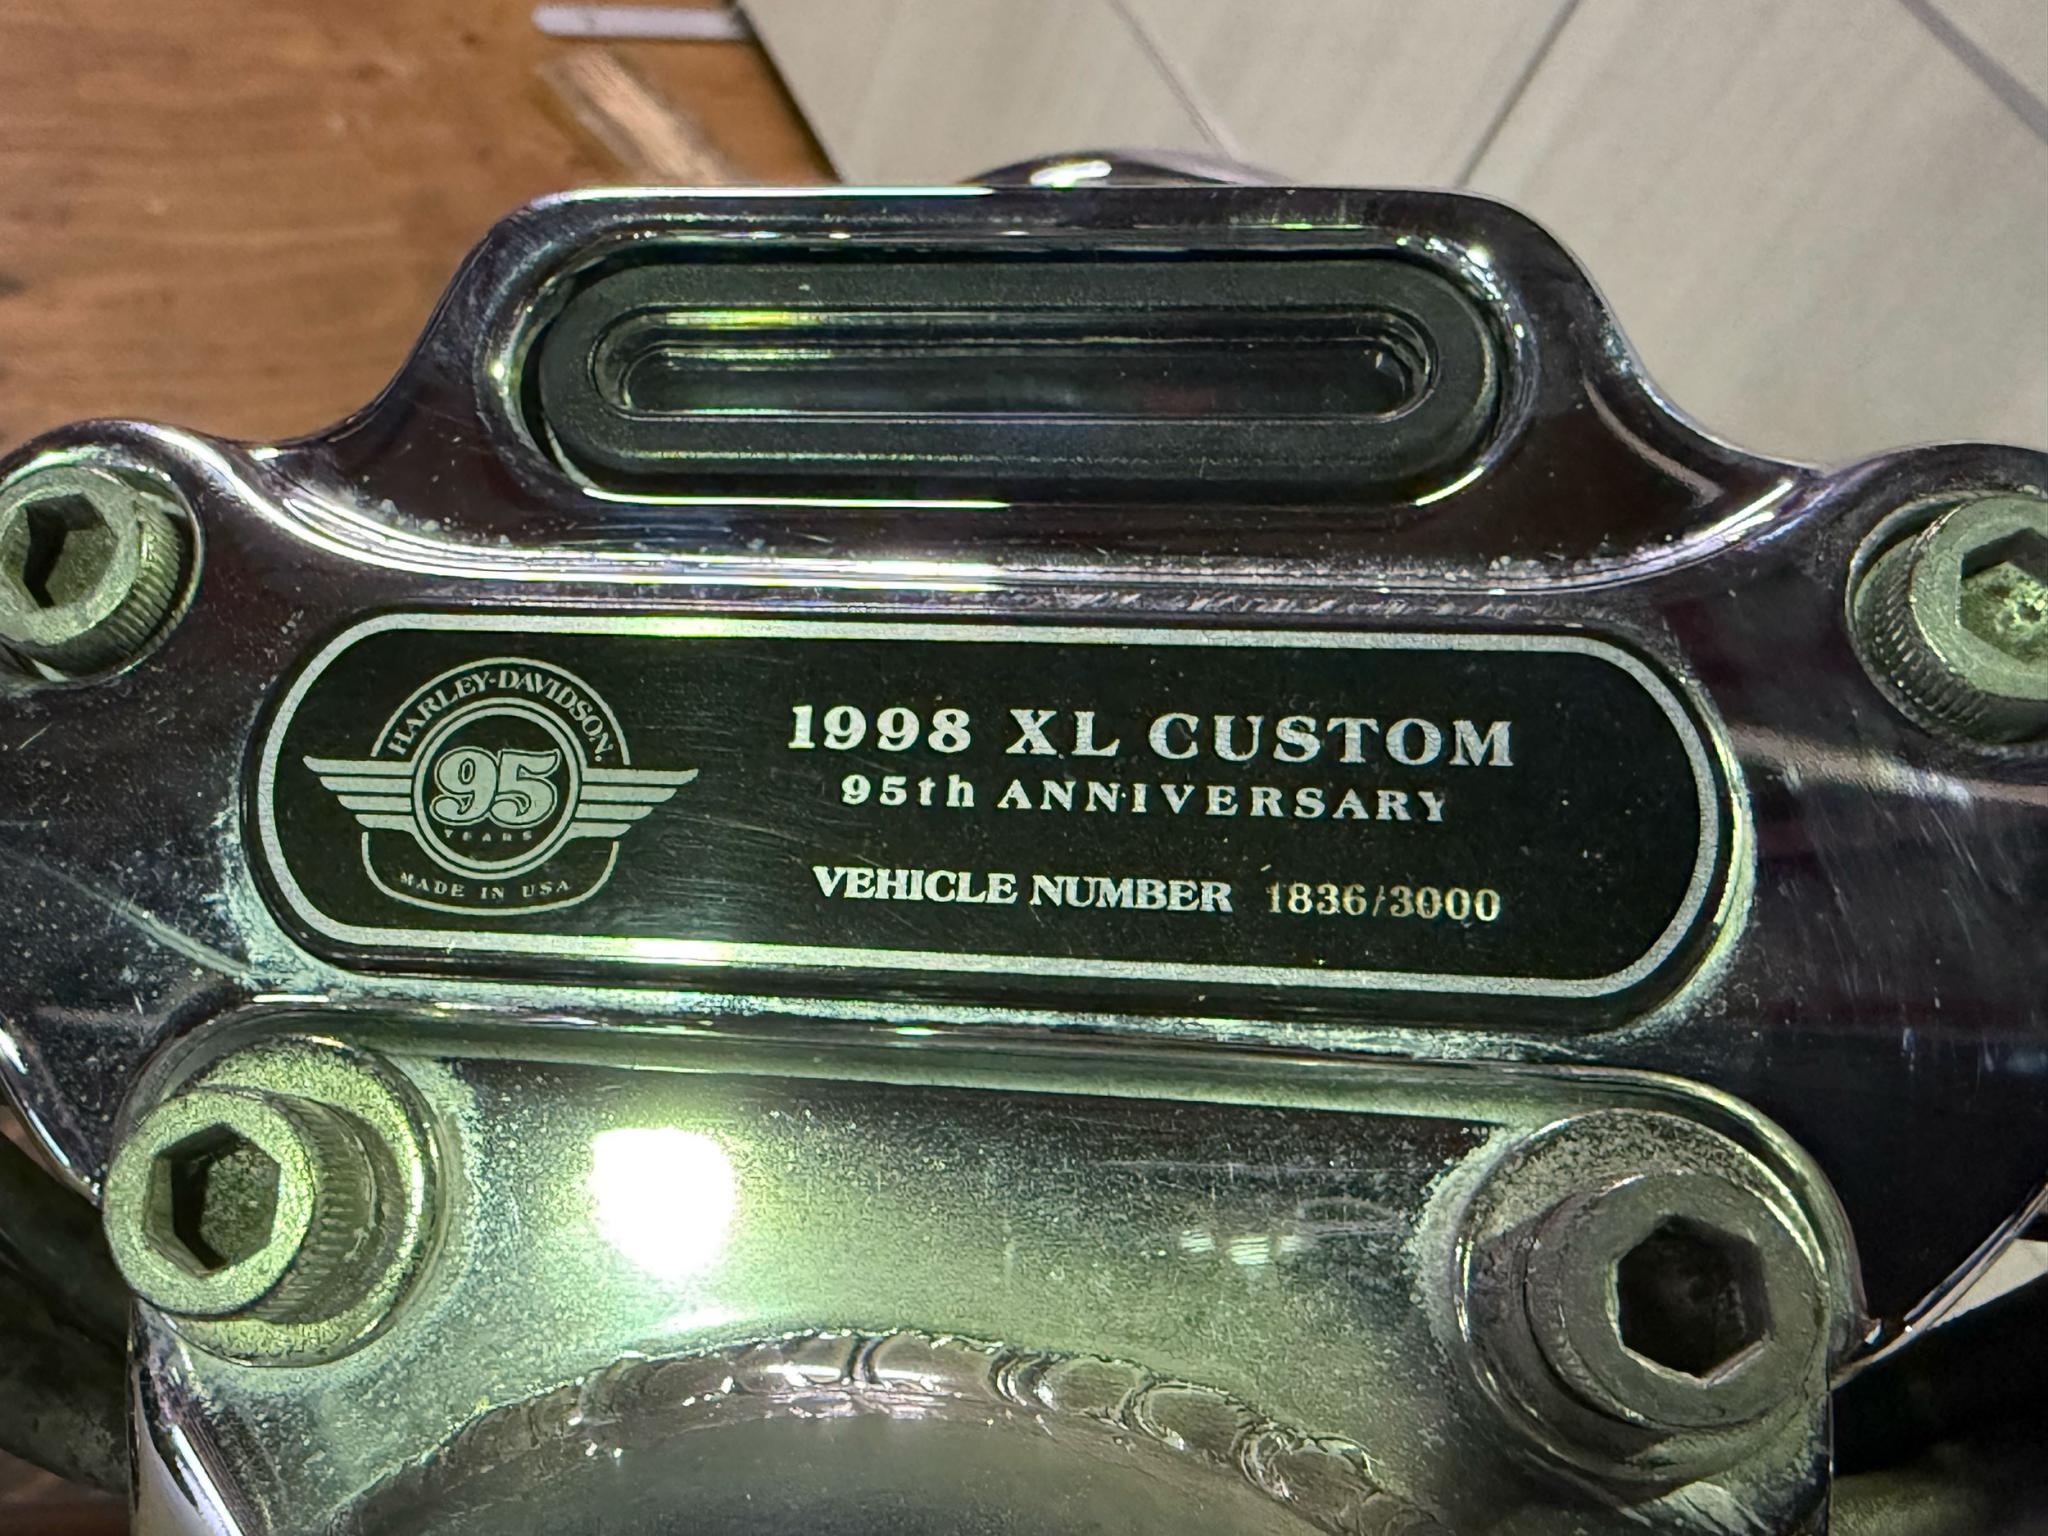 HARLEY-DAVIDSON
95
YEARS
MADE IN USA
1998 XL CUSTOM
95th ANNIVERSARY
VEHICLE NUMBER 1836/3000